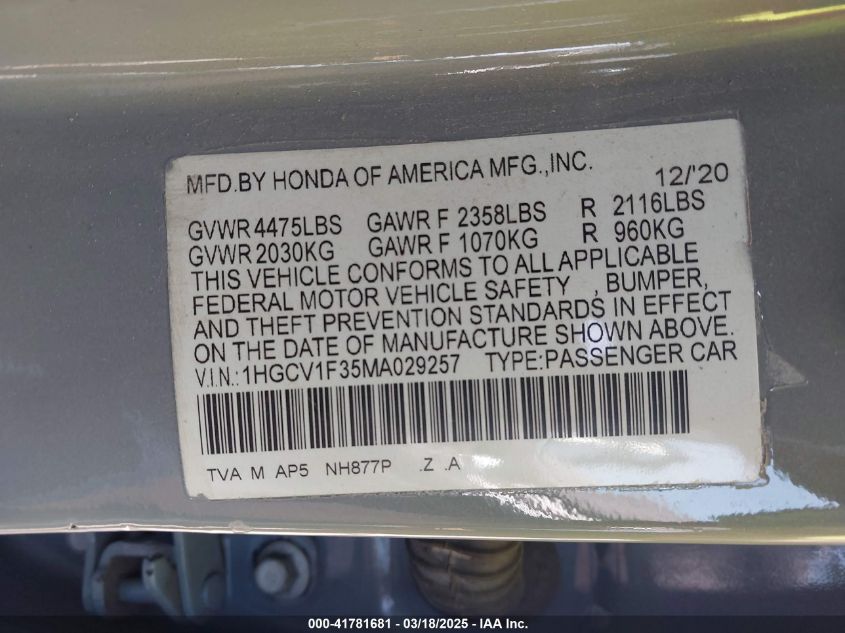 MFD.BY HONDA OF AMERICA MFG.,INC. 12/'20
GVWR 4475LBS GAWR F 2358LBS R 2116LBS
GVWR 2030KG GAWR F 1070KG R 960KG
THIS VEHICLE CONFORMS TO ALL APPLICABLE
FEDERAL MOTOR VEHICLE SAFETY , BUMPER,
AND THEFT PREVENTION STANDARDS IN EFFECT
ON THE DATE OF MANUFACTURE SHOWN ABOVE.
V.I.N.:1HGCV1F35MA029257 TYPE:PASSENGER CAR
TVA M AP5 NH877P .Z .A
000-41781681 / 03/18/2025 - IAA Inc.